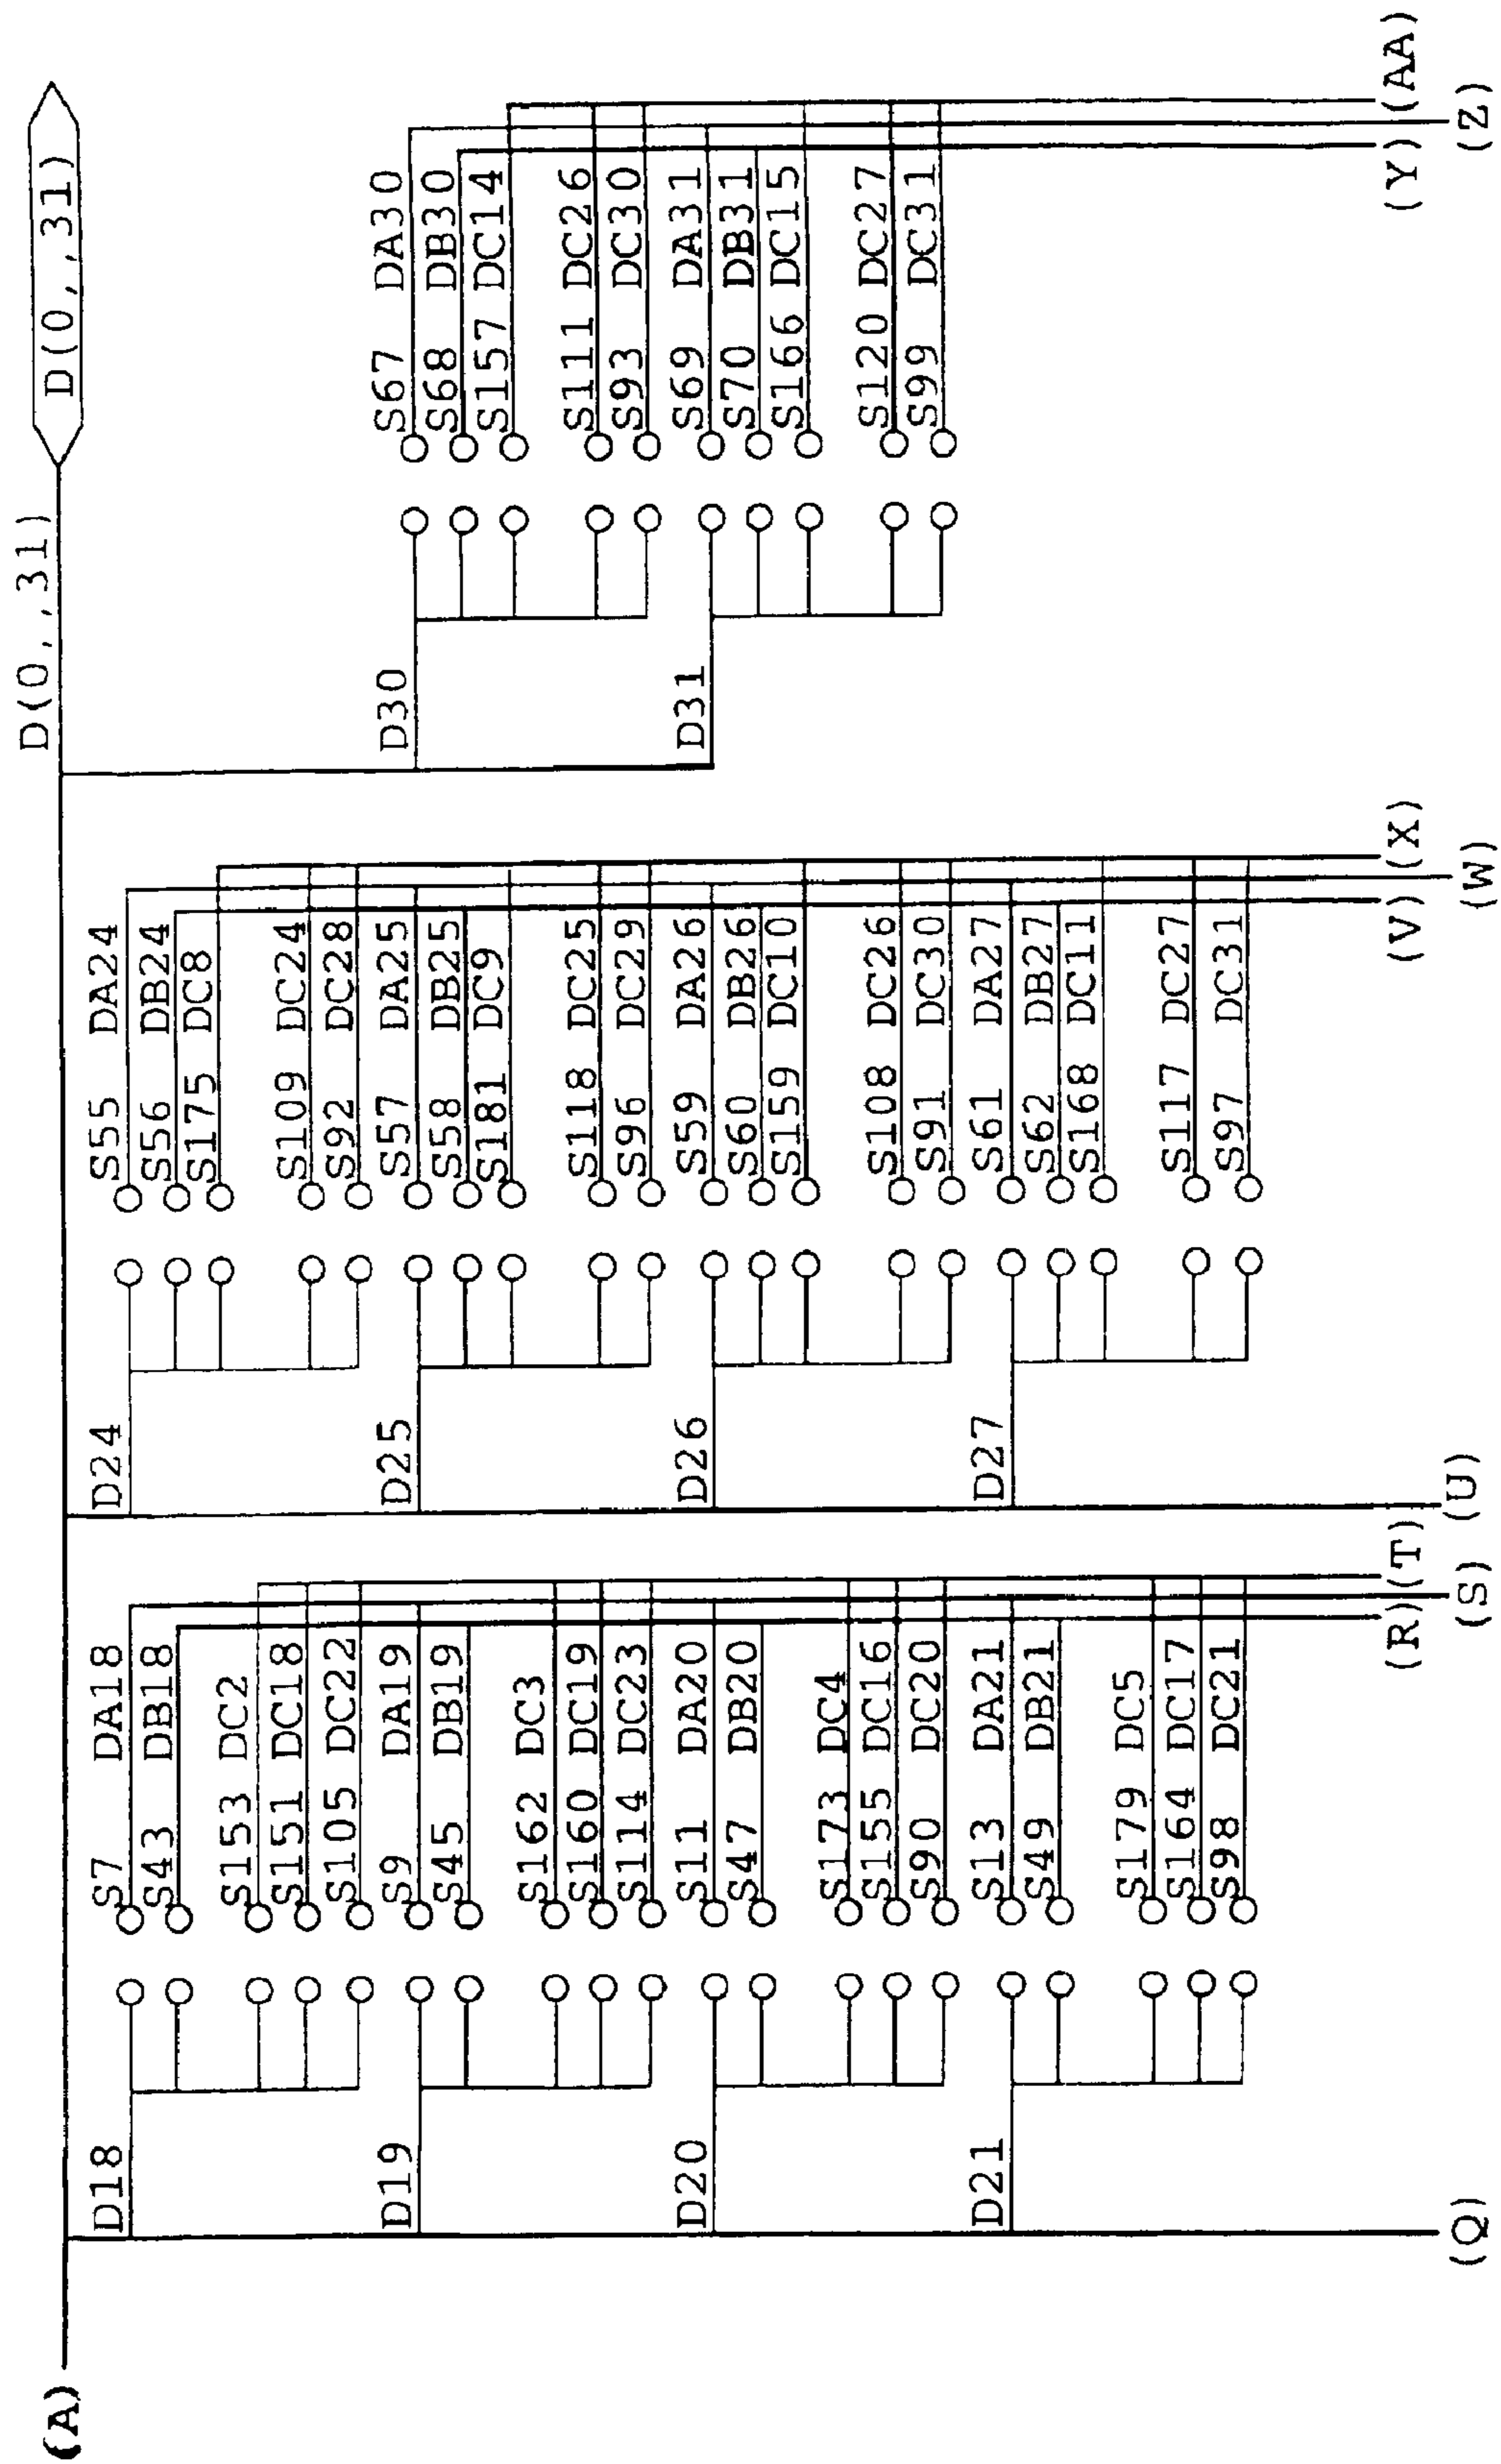 (A)
D(0,,31)
D(0,,31)
D18
S7 DA18
S43 DB18
S153 DC2
S151 DC18
S105 DC22
D19
S9 DA19
S45 DB19
S162 DC3
S160 DC19
S114 DC23
D20
S11 DA20
S47 DB20
S173 DC4
S155 DC16
S90 DC20
D21
S13 DA21
S49 DB21
S179 DC5
S164 DC17
S98 DC21
(Q)
(R)
(T)
(S)
D24
S55 DA24
S56 DB24
S175 DC8
S109 DC24
S92 DC28
D25
S57 DA25
S58 DB25
S181 DC9
S118 DC25
S96 DC29
D26
S59 DA26
S60 DB26
S159 DC10
S108 DC26
S91 DC30
D27
S61 DA27
S62 DB27
S168 DC11
S117 DC27
S97 DC31
(U)
(V)
(X)
(W)
D30
S67 DA30
S68 DB30
S157 DC14
S111 DC26
S93 DC30
D31
S69 DA31
S70 DB31
S166 DC15
S120 DC27
S99 DC31
(Y)
(AA)
(Z)